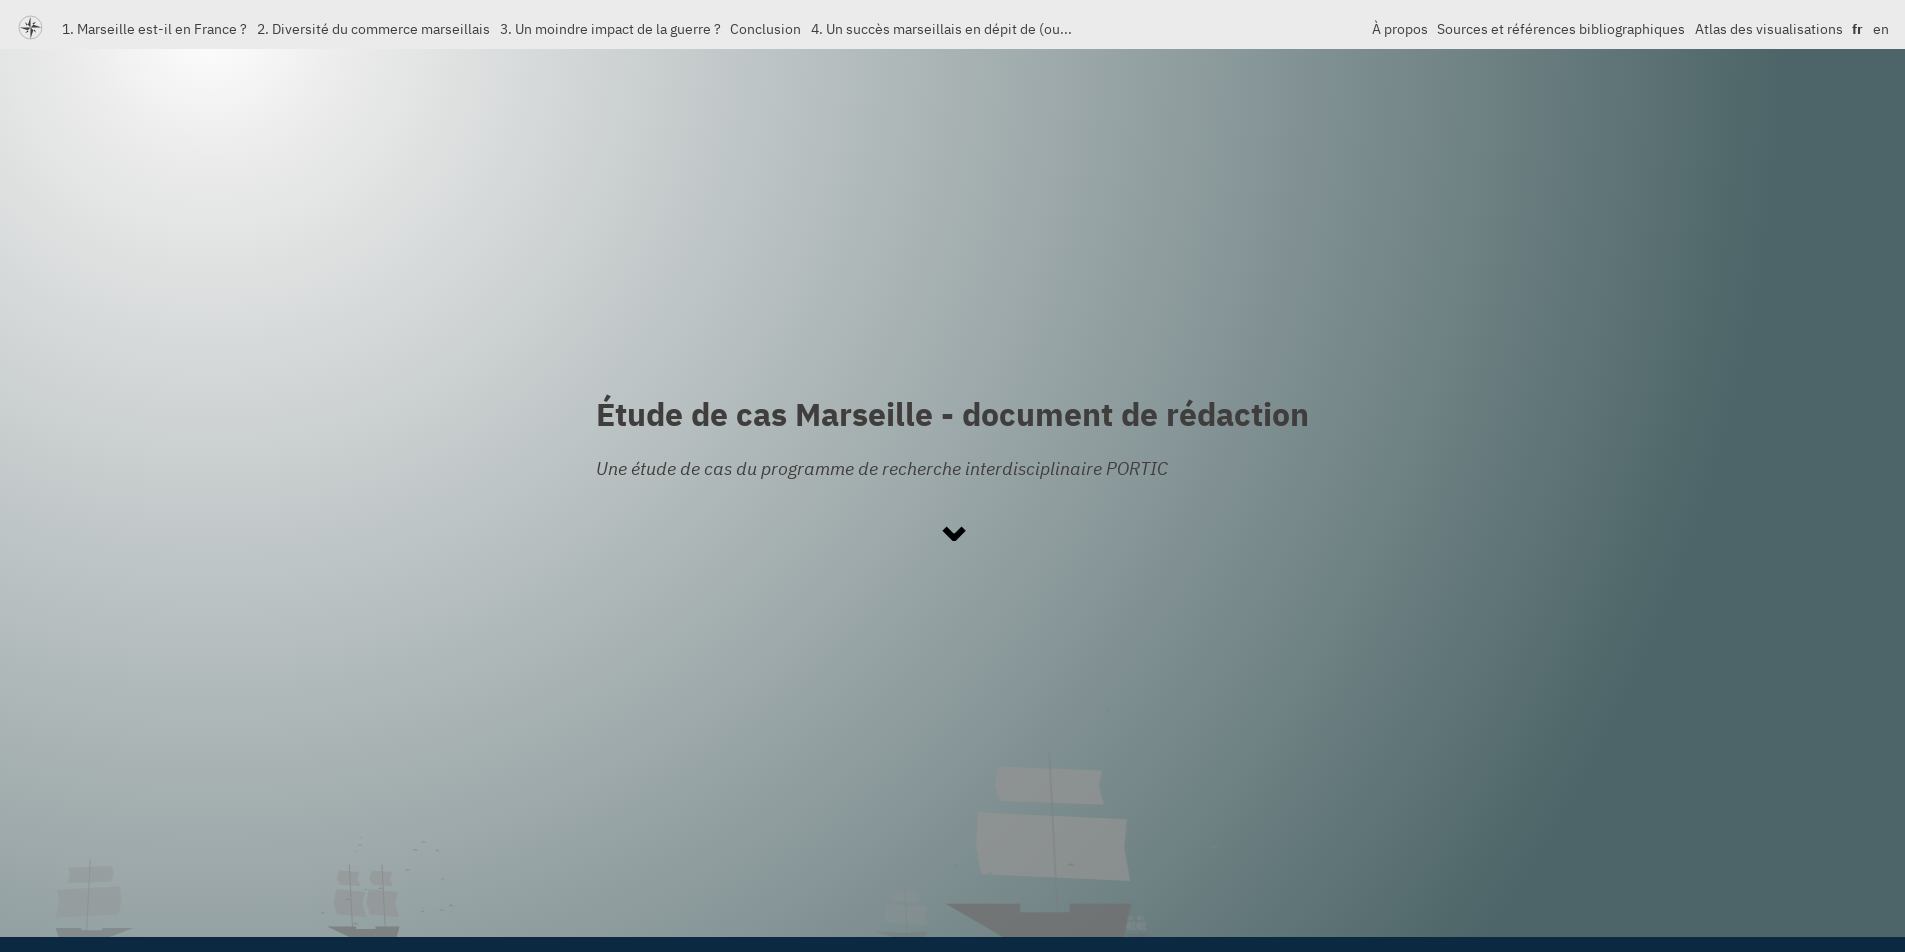 1. Marseille est-il en France ? 2. Diversité du commerce marseillais 3. Un moindre impact de la guerre ? Conclusion 4. Un succès marseillais en dépit de (ou... À propos Sources et références bibliographiques Atlas des visualisations fr en
Étude de cas Marseille - document de rédaction
Une étude de cas du programme de recherche interdisciplinaire PORTIC